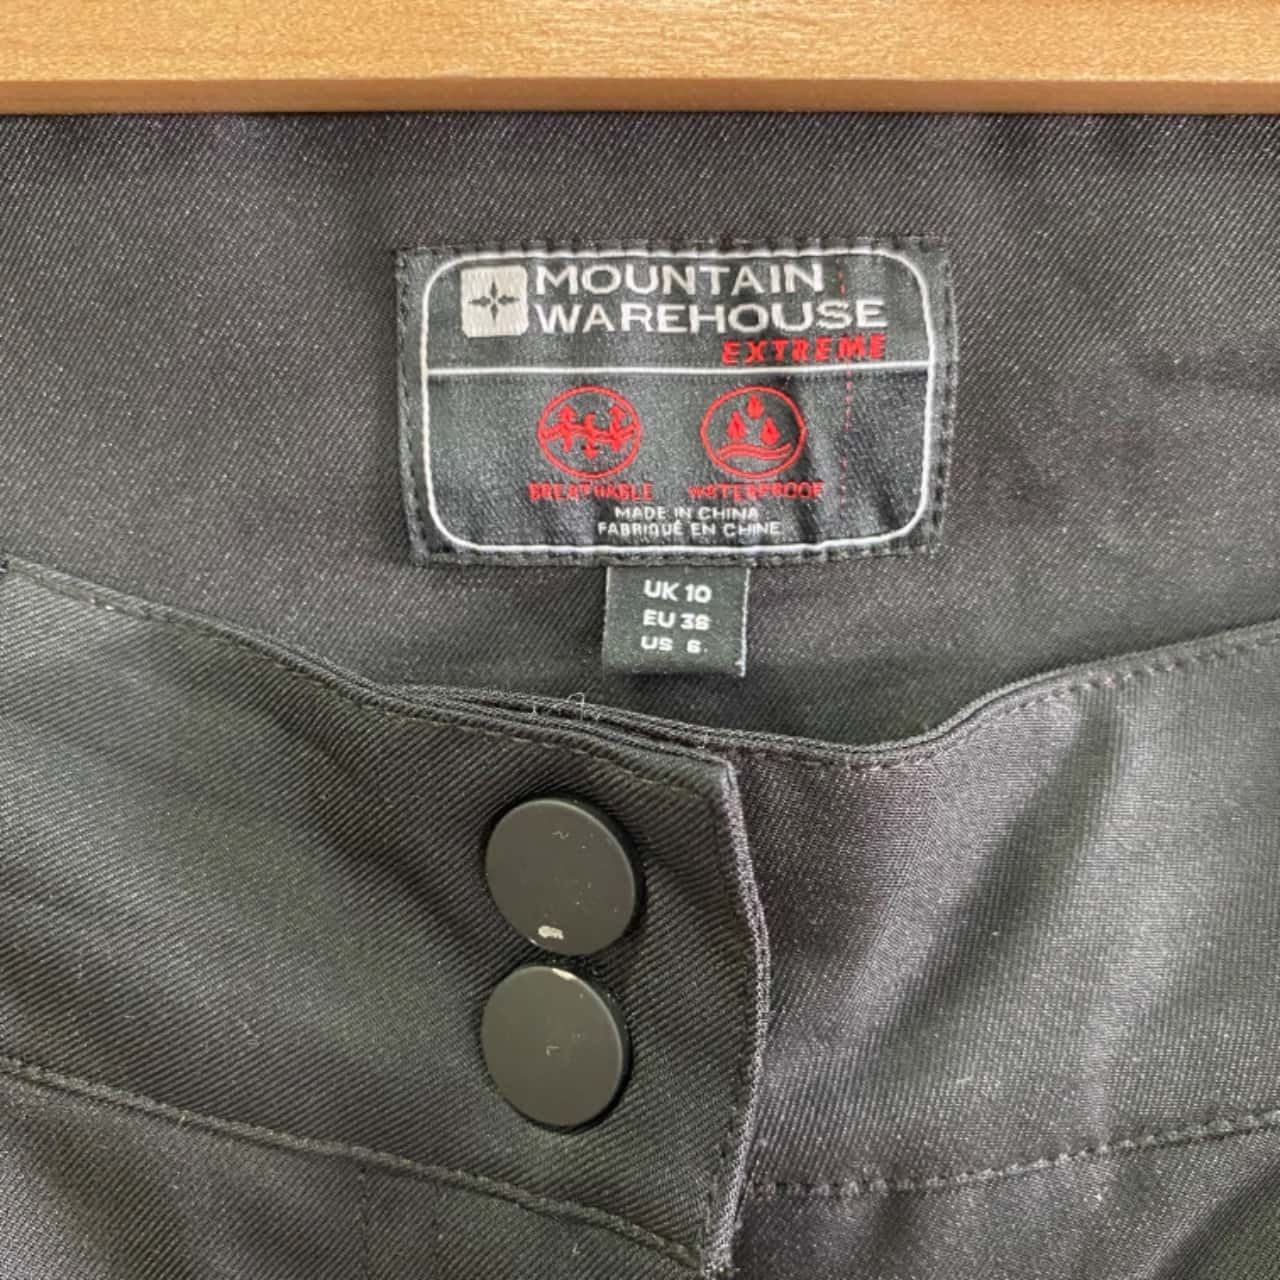 MOUNTAIN
WAREHOUSE
EXTREME
BREATHABLE WATERPROOF
MADE IN CHINA
FABRIQUÉ EN CHINE
UK 10
EU 38
US 6